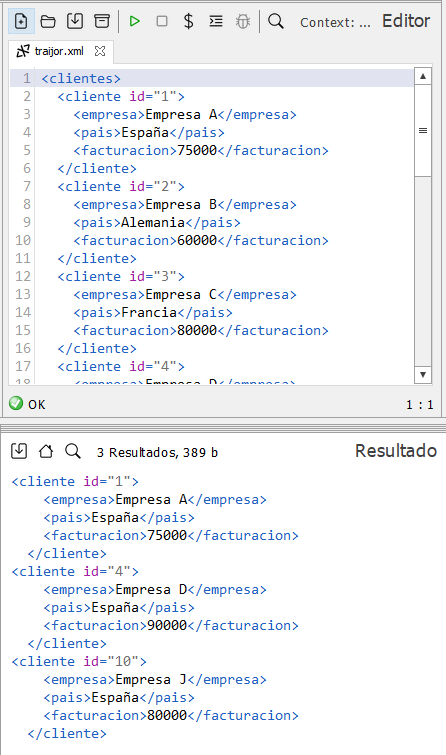 Context: ... Editor
traijor.xml
1 <clientes>
2 <cliente id="1">
3 <empresa>Empresa A</empresa>
4 <pais>España</pais>
5 <facturacion>75000</facturacion>
6 </cliente>
7 <cliente id="2">
8 <empresa>Empresa B</empresa>
9 <pais>Alemania</pais>
10 <facturacion>60000</facturacion>
11 </cliente>
12 <cliente id="3">
13 <empresa>Empresa C</empresa>
14 <pais>Francia</pais>
15 <facturacion>80000</facturacion>
16 </cliente>
17 <cliente id="4">
18 <empresa>Empresa D</empresa>
OK 1 : 1
3 Resultados, 389 b Resultado
<cliente id="1">
<empresa>Empresa A</empresa>
<pais>España</pais>
<facturacion>75000</facturacion>
</cliente>
<cliente id="4">
<empresa>Empresa D</empresa>
<pais>España</pais>
<facturacion>90000</facturacion>
</cliente>
<cliente id="10">
<empresa>Empresa J</empresa>
<pais>España</pais>
<facturacion>80000</facturacion>
</cliente>